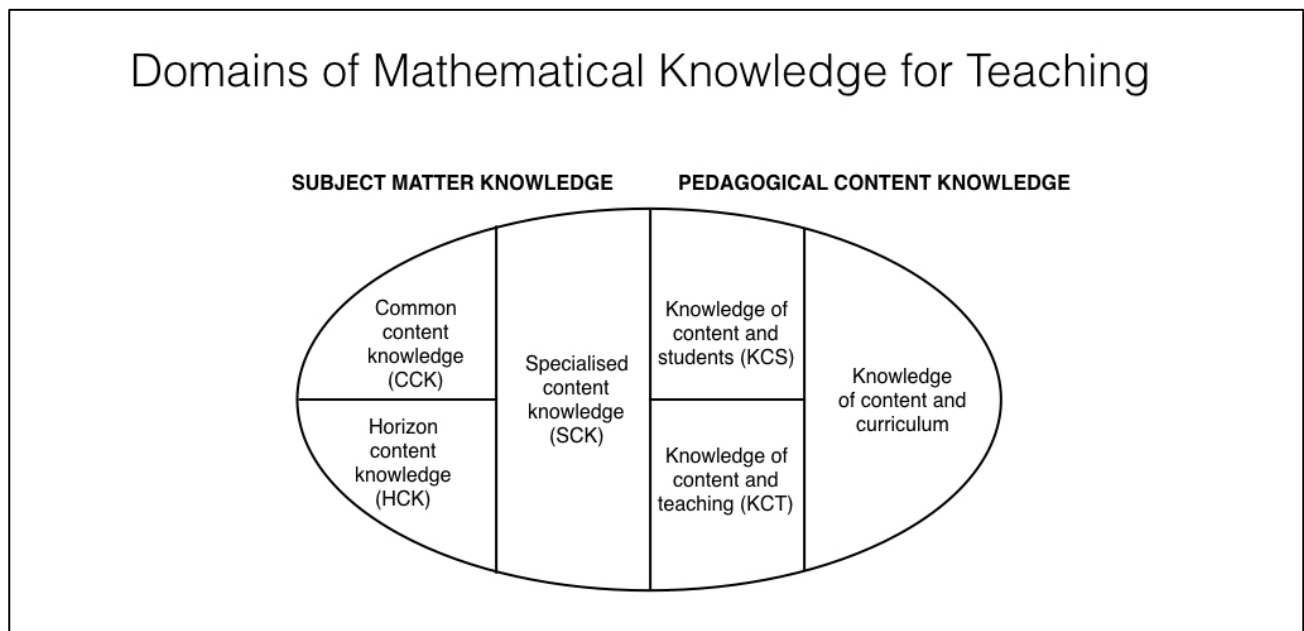 Domains of Mathematical Knowledge for Teaching
SUBJECT MATTER KNOWLEDGE
PEDAGOGICAL CONTENT KNOWLEDGE
Common
content
knowledge
(CCK)
Horizon
content
knowledge
(HCK)
Specialised
content
knowledge
(SCK)
Knowledge of
content and
students (KCS)
Knowledge of
content and
teaching (KCT)
Knowledge
of content and
curriculum